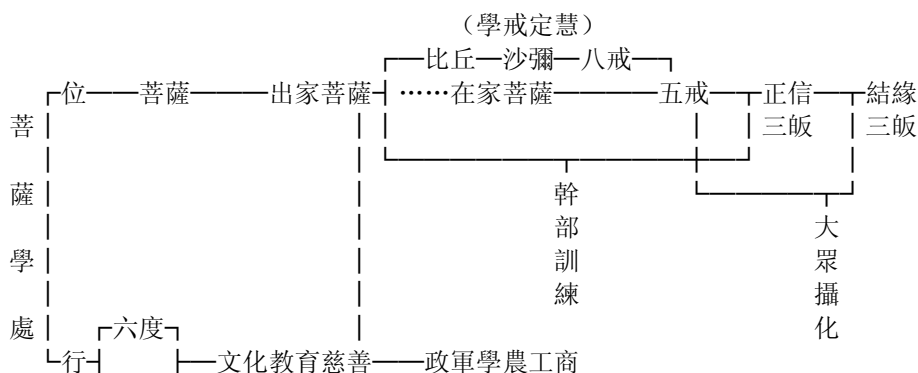 （學戒定慧）
比丘 沙彌 八戒
位 菩薩 出家菩薩 ……在家菩薩 五戒 正信三皈 結緣三皈
菩薩學處
幹部訓練
大眾攝化
六度
行 文化教育慈善 政軍學農工商